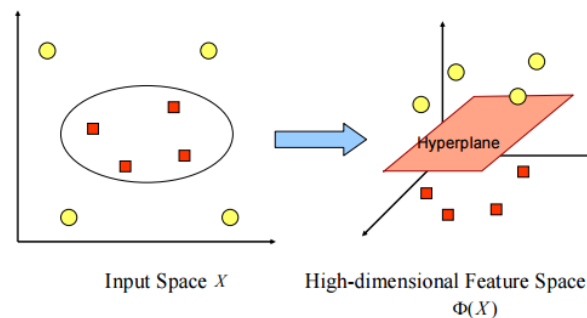 Hyperplane
Input Space X
High-dimensional Feature Space
Φ(X)